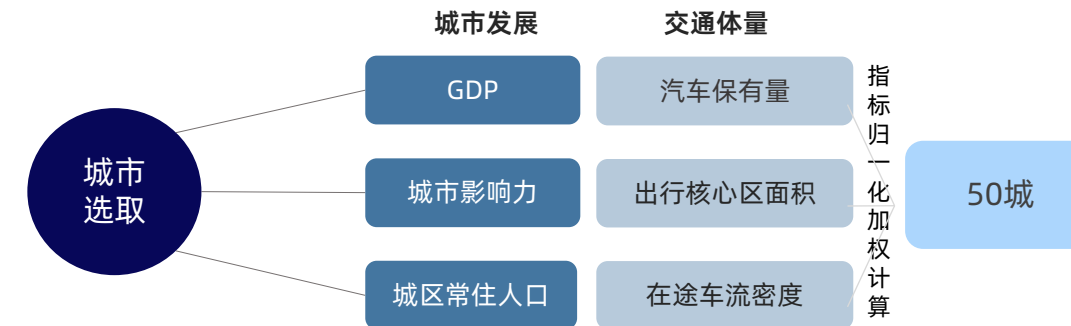 城市发展
交通体量
城市
选取
GDP
汽车保有量
城市影响力
出行核心区面积
城区常住人口
在途车流密度
指标归一化加权计算
50城